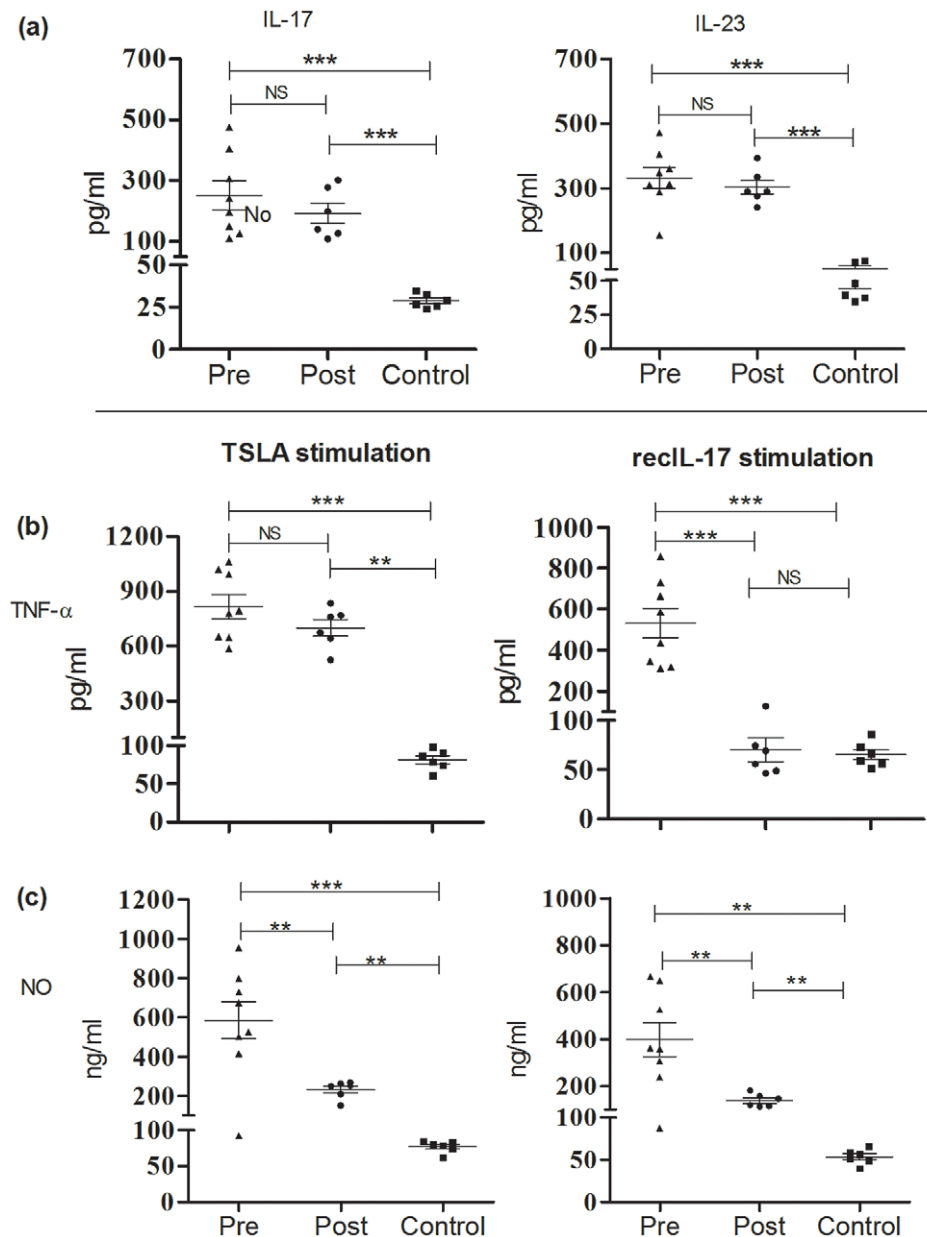 (a)
IL-17
IL-23
700
500
300
100
50
25
0
pg/ml
***
NS
***
No
Pre Post Control
700
500
300
100
50
25
0
pg/ml
***
NS
***
Pre Post Control
TSLA stimulation
recIL-17 stimulation
(b)
TNF-α
1200
900
600
300
100
50
0
pg/ml
***
NS
**
1000
800
600
400
200
100
50
0
pg/ml
***
***
NS
(c)
NO
1200
1000
800
600
400
200
100
50
0
ng/ml
***
**
**
Pre Post Control
1000
800
600
400
200
100
50
0
ng/ml
**
**
**
Pre Post Control